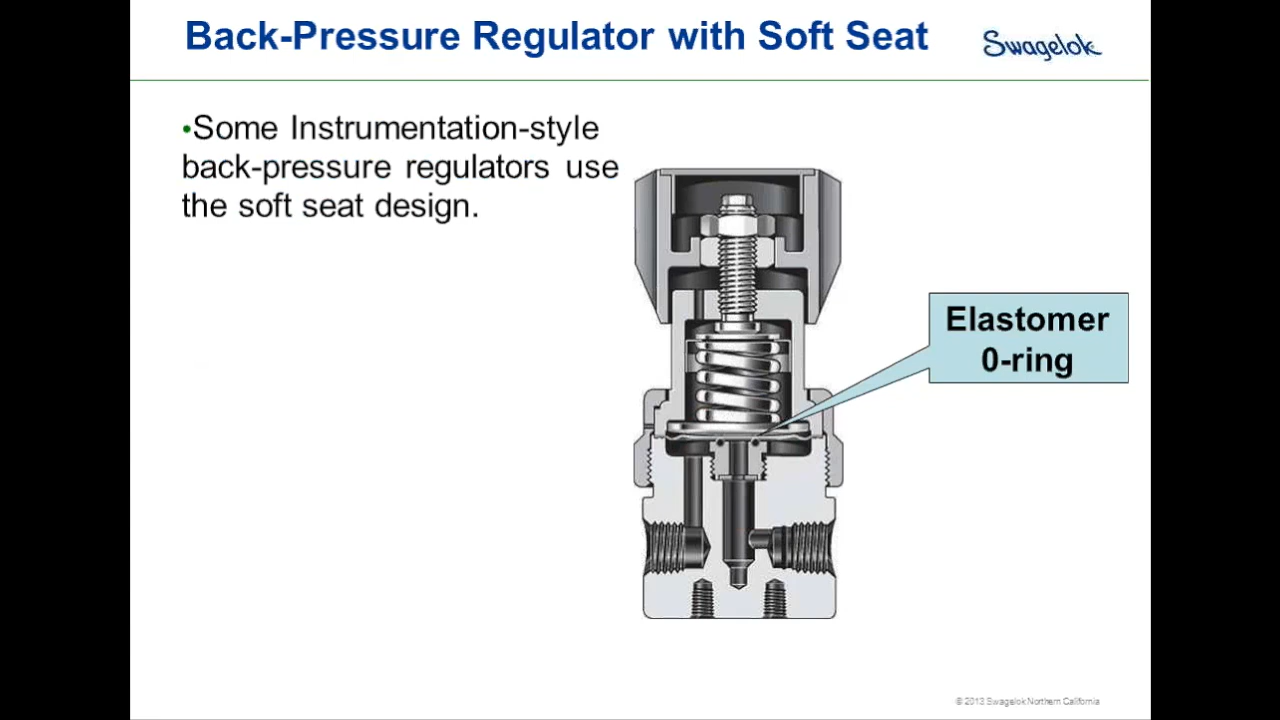 Back-Pressure Regulator with Soft Seat
Swagelok
•Some Instrumentation-style
back-pressure regulators use
the soft seat design.
Elastomer
0-ring
© 2013 Swagelok Northern California